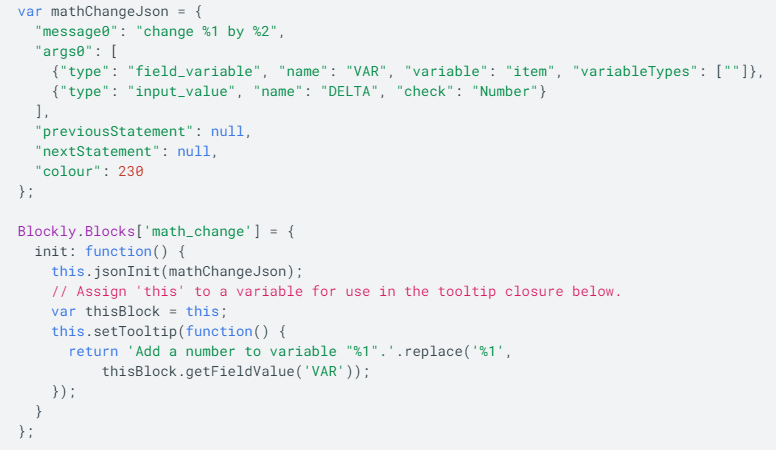 var mathChangeJson = {
  "message0": "change %1 by %2",
  "args0": [
    {"type": "field_variable", "name": "VAR", "variable": "item", "variableTypes": [""]},
    {"type": "input_value", "name": "DELTA", "check": "Number"}
  ],
  "previousStatement": null,
  "nextStatement": null,
  "colour": 230
};

Blockly.Blocks['math_change'] = {
  init: function() {
    this.jsonInit(mathChangeJson);
    // Assign 'this' to a variable for use in the tooltip closure below.
    var thisBlock = this;
    this.setTooltip(function() {
      return 'Add a number to variable "%1".'.replace('%1',
          thisBlock.getFieldValue('VAR'));
    });
  }
};